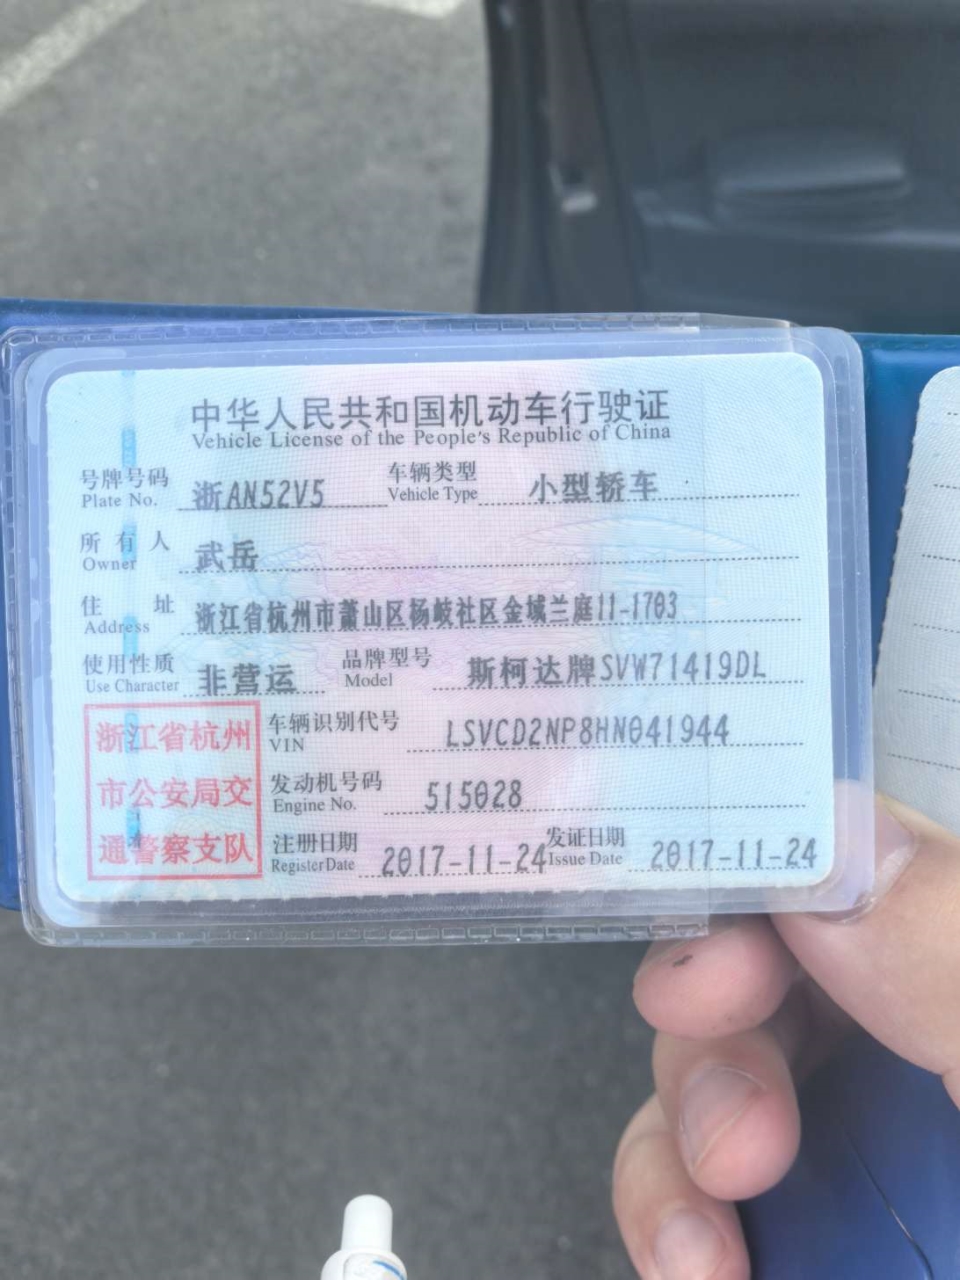 中华人民共和国机动车行驶证
Vehicle License of the People's Republic of China
号牌号码 浙AN52V5 车辆类型 小型轿车
Plate No. Vehicle Type
所有人 武岳
Owner
住址 浙江省杭州市萧山区杨岐社区金域兰庭11-1703
Address
使用性质 非营运 品牌型号 斯柯达牌SVW71419DL
Use Character Model
浙江省杭州
市公安局交
通警察支队
车辆识别代号 LSVCD2NP8HN041944
VIN
发动机号码 515028
Engine No.
注册日期 2017-11-24 发证日期 2017-11-24
Register Date Issue Date